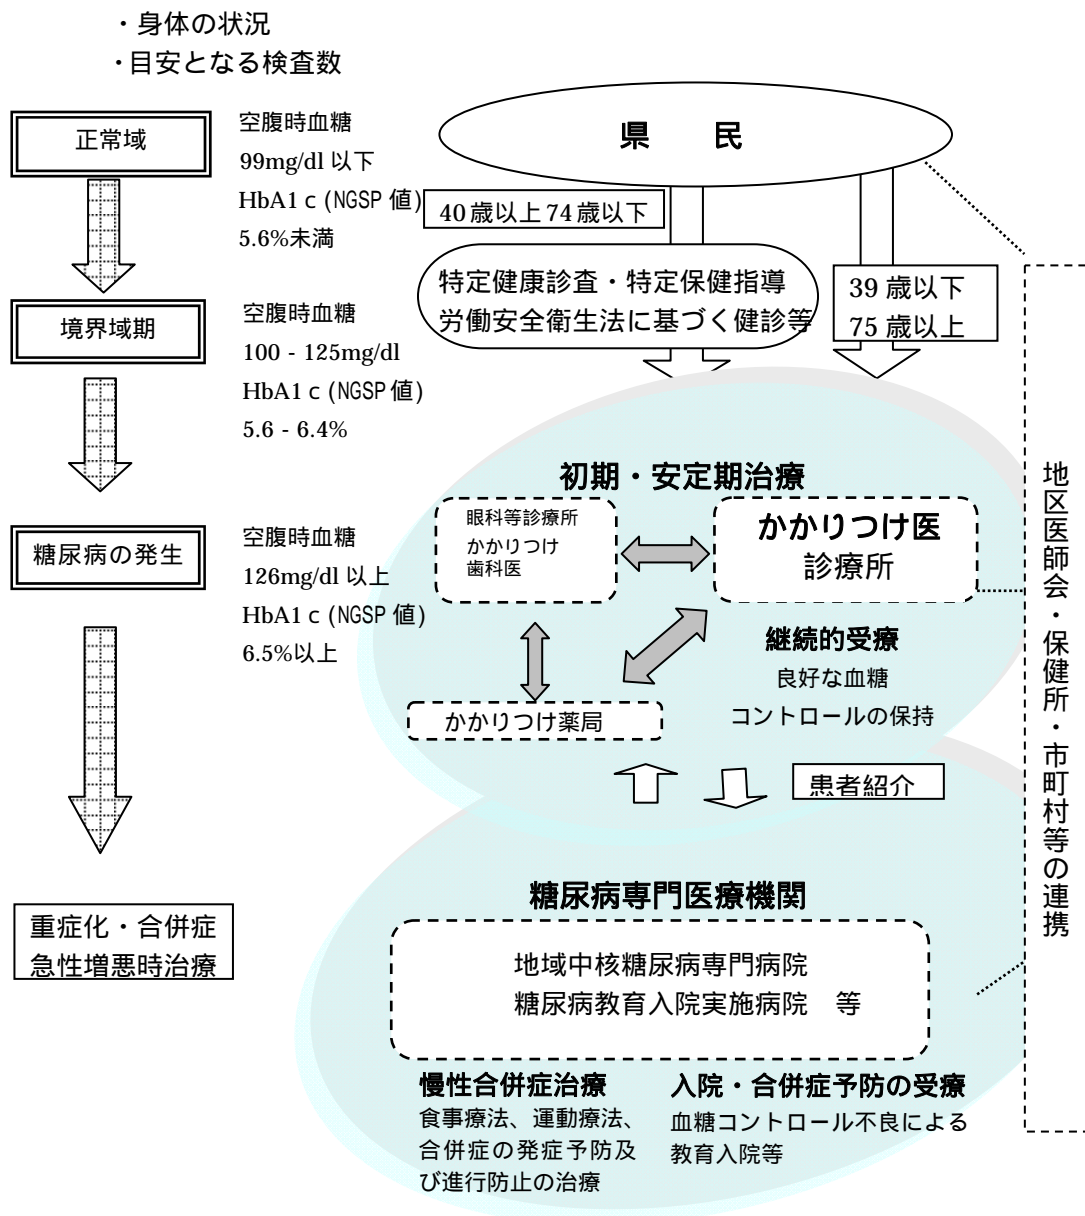 ・身体の状況
・目安となる検査数
正常域
空腹時血糖
99mg/dl 以下
HbA1ｃ(NGSP 値)
5.6%未満
境界域期
空腹時血糖
100 - 125mg/dl
HbA1ｃ(NGSP 値)
5.6 - 6.4%
糖尿病の発生
空腹時血糖
126mg/dl 以上
HbA1ｃ(NGSP 値)
6.5%以上
重症化・合併症
急性増悪時治療
県　民
40歳以上74歳以下
特定健康診査・特定保健指導
労働安全衛生法に基づく健診等
39 歳以下
75 歳以上
初期・安定期治療
眼科等診療所
かかりつけ
歯科医
かかりつけ医
診療所
継続的受療
良好な血糖
コントロールの保持
かかりつけ薬局
患者紹介
糖尿病専門医療機関
地域中核糖尿病専門病院
糖尿病教育入院実施病院　等
慢性合併症治療
食事療法、運動療法、
合併症の発症予防及
び進行防止の治療
入院・合併症予防の受療
血糖コントロール不良による
教育入院等
地区医師会・保健所・市町村等の連携